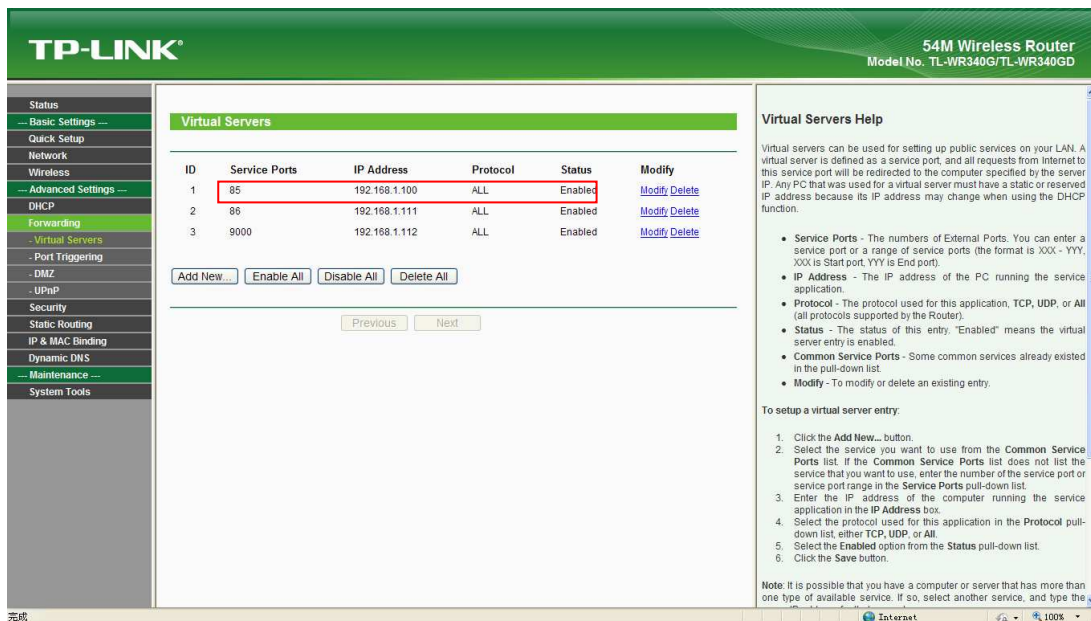 TP-LINK®
54M Wireless Router
Model No. TL-WR340G/TL-WR340GD
Status
--- Basic Settings ---
Quick Setup
Network
Wireless
--- Advanced Settings ---
DHCP
Forwarding
- Virtual Servers
- Port Triggering
- DMZ
- UPnP
Security
Static Routing
IP & MAC Binding
Dynamic DNS
--- Maintenance ---
System Tools
Virtual Servers
ID Service Ports IP Address Protocol Status Modify
1 85 192.168.1.100 ALL Enabled Modify Delete
2 86 192.168.1.111 ALL Enabled Modify Delete
3 9000 192.168.1.112 ALL Enabled Modify Delete
Add New... Enable All Disable All Delete All
Previous Next
Virtual Servers Help
Virtual servers can be used for setting up public services on your LAN. A
virtual server is defined as a service port, and all requests from Internet to
this service port will be redirected to the computer specified by the server
IP. Any PC that was used for a virtual server must have a static or reserved
IP address because its IP address may change when using the DHCP
function.
• Service Ports - The numbers of External Ports. You can enter a
service port or a range of service ports (the format is XXX - YYY,
XXX is Start port, YYY is End port).
• IP Address - The IP address of the PC running the service
application.
• Protocol - The protocol used for this application, TCP, UDP, or All
(all protocols supported by the Router).
• Status - The status of this entry. "Enabled" means the virtual
server entry is enabled.
• Common Service Ports - Some common services already existed
in the pull-down list.
• Modify - To modify or delete an existing entry.
To setup a virtual server entry:
1. Click the Add New... button.
2. Select the service you want to use from the Common Service
Ports list. If the Common Service Ports list does not list the
service that you want to use, enter the number of the service port or
service port range in the Service Ports pull-down list.
3. Enter the IP address of the computer running the service
application in the IP Address box.
4. Select the protocol used for this application in the Protocol pull-
down list, either TCP, UDP, or All.
5. Select the Enabled option from the Status pull-down list.
6. Click the Save button.
Note: It is possible that you have a computer or server that has more than
one type of available service. If so, select another service, and type the
完成 Internet 100%